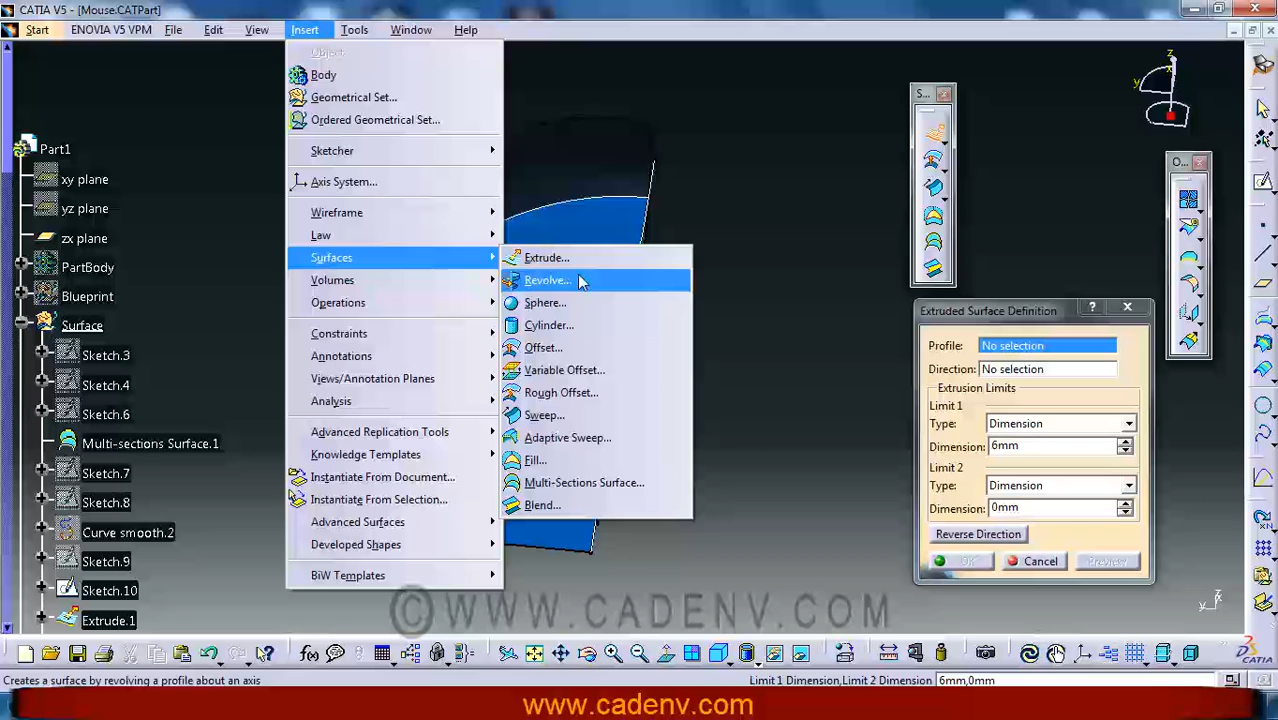 CATIA V5 - [Mouse.CATPart]
Start ENOVIA V5 VPM File Edit View Insert Tools Window Help
Object
Body
Geometrical Set...
Ordered Geometrical Set...
Sketcher
Axis System...
Wireframe
Law
Surfaces
Volumes
Operations
Constraints
Annotations
Views/Annotation Planes
Analysis
Advanced Replication Tools
Knowledge Templates
Instantiate From Document...
Instantiate From Selection...
Advanced Surfaces
Developed Shapes
BiW Templates
Extrude...
Revolve...
Sphere...
Cylinder...
Offset...
Variable Offset...
Rough Offset...
Sweep...
Adaptive Sweep...
Fill...
Multi-Sections Surface...
Blend...
Part1
xy plane
yz plane
zx plane
PartBody
Blueprint
Surface
Sketch.3
Sketch.4
Sketch.6
Multi-sections Surface.1
Sketch.7
Sketch.8
Curve smooth.2
Sketch.9
Sketch.10
Extrude.1
S...
O...
z
x
y
Extruded Surface Definition
Profile: No selection
Direction: No selection
Extrusion Limits
Limit 1
Type: Dimension
Dimension: 6mm
Limit 2
Type: Dimension
Dimension: 0mm
Reverse Direction
OK Cancel Preview
©WWW.CADENV.COM
f(x)
CATIA
Creates a surface by revolving a profile about an axis Limit 1 Dimension,Limit 2 Dimension 6mm,0mm
www.cadenv.com